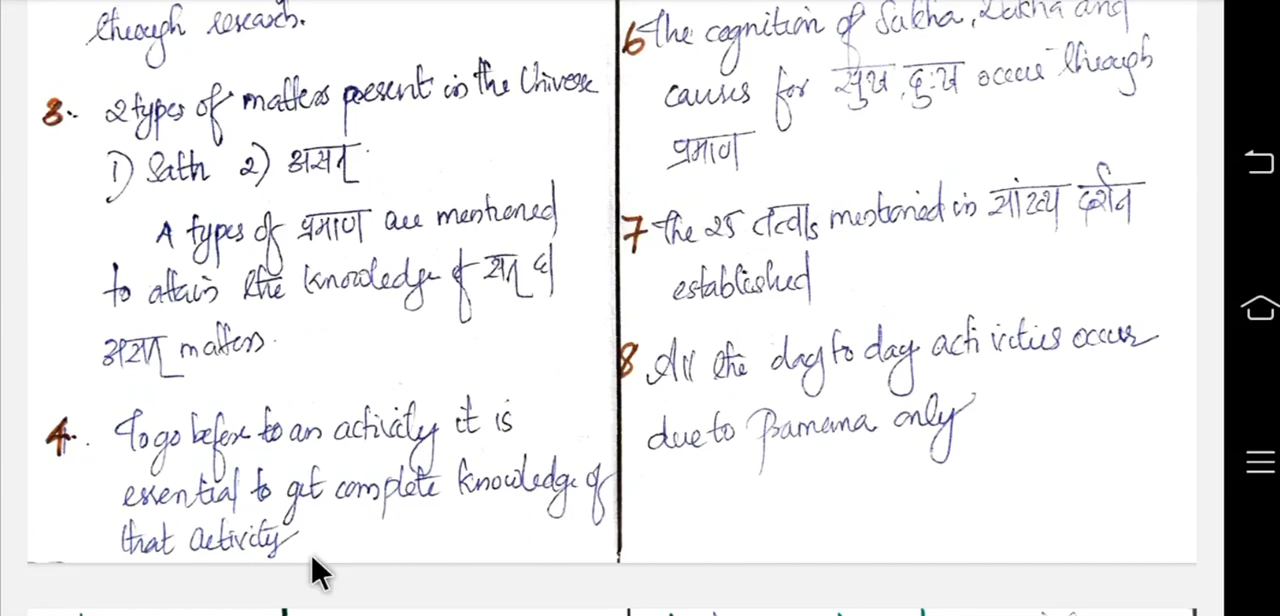 through research.
3. 2 types of matters present in the Universe
1) Sath 2) असत्
4 types of प्रमाण are mentioned
to attain the knowledge of सत् &
असत् matters.
4. To go before to an activity it is
essential to get complete knowledge of
that activity
6 The cognition of Sukha, Dukha and
causes for सुख, दुःख occur through
प्रमाण
7 The 25 तत्वाs mentioned in सांख्य दर्शन
established
8 All the day to day activities occur
due to Pramana only